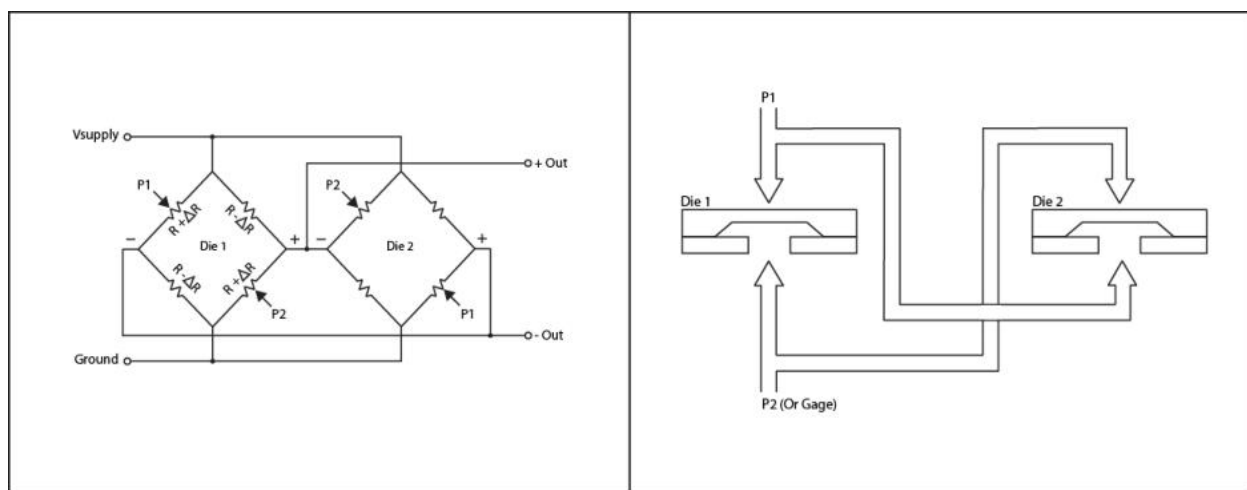 Vsupply
+ Out
P1
P2
R +ΔR
R -ΔR
Die 1
Die 2
−
+
−
+
R -ΔR
R +ΔR
P2
P1
- Out
Ground
P1
Die 1
Die 2
P2 (Or Gage)